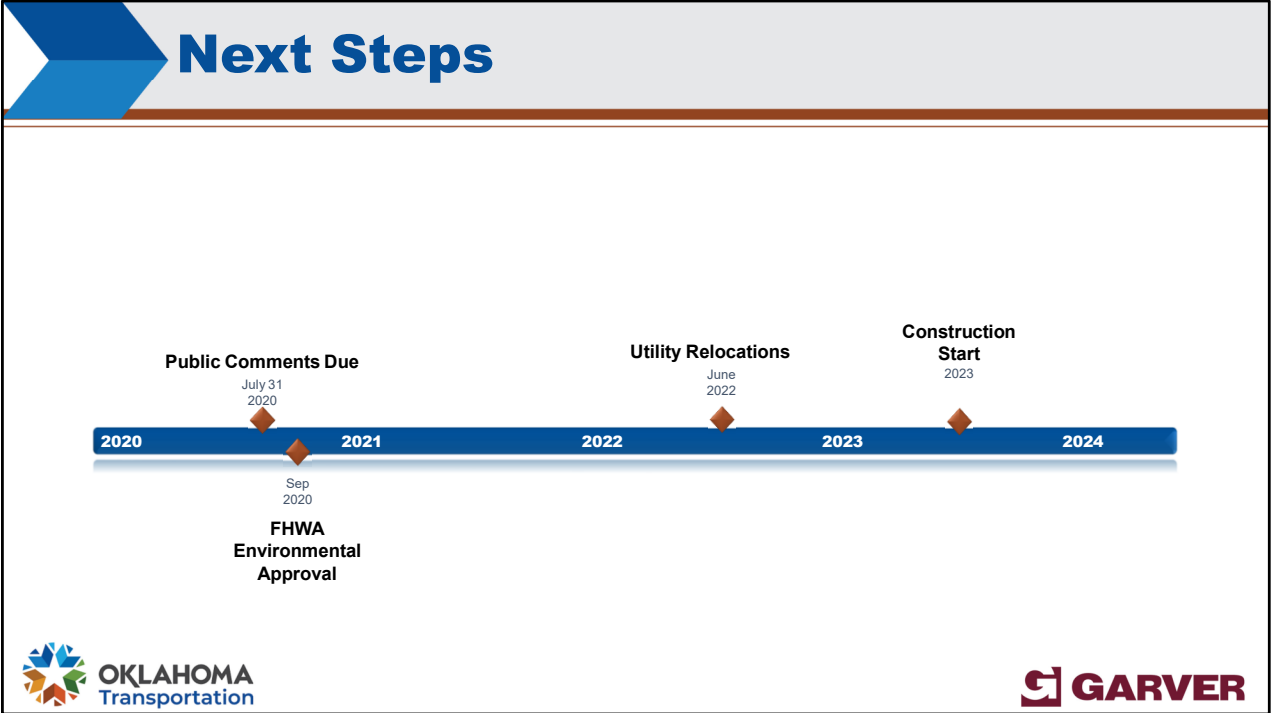 Next Steps
Public Comments Due
July 31
2020
Utility Relocations
June
2022
Construction
Start
2023
2020 2021 2022 2023 2024
Sep
2020
FHWA
Environmental
Approval
OKLAHOMA
Transportation
GARVER